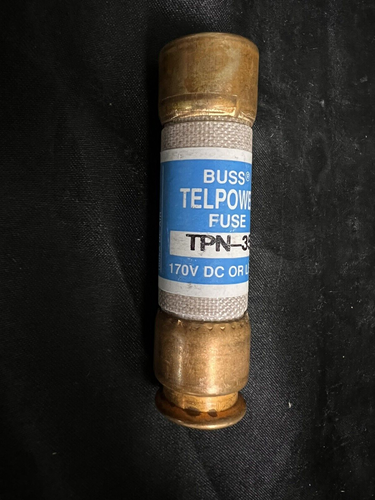 BUSS®
TELPOWE
FUSE
TPN-3
170V DC OR L